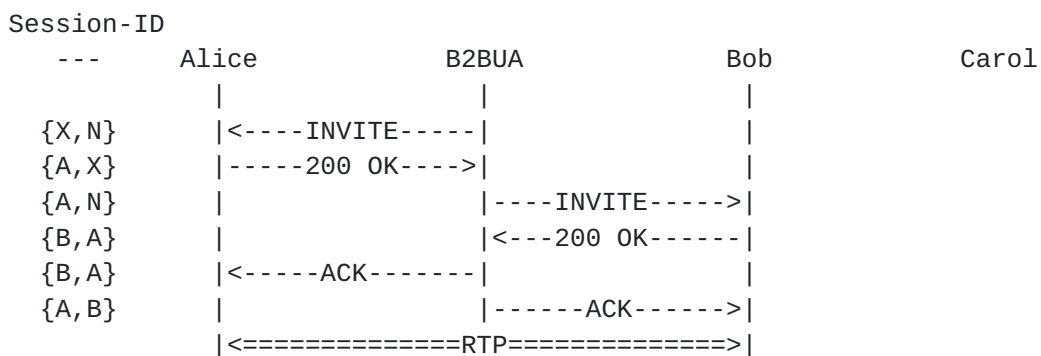 Session-ID
---     Alice            B2BUA             Bob            Carol
|                |                |
{X,N}      |<----INVITE-----|                |
{A,X}      |-----200 OK---->|                |
{A,N}      |                |----INVITE----->|
{B,A}      |                |<---200 OK------|
{B,A}      |<-----ACK-------|                |
{A,B}      |                |------ACK------>|
|<==============RTP==============>|